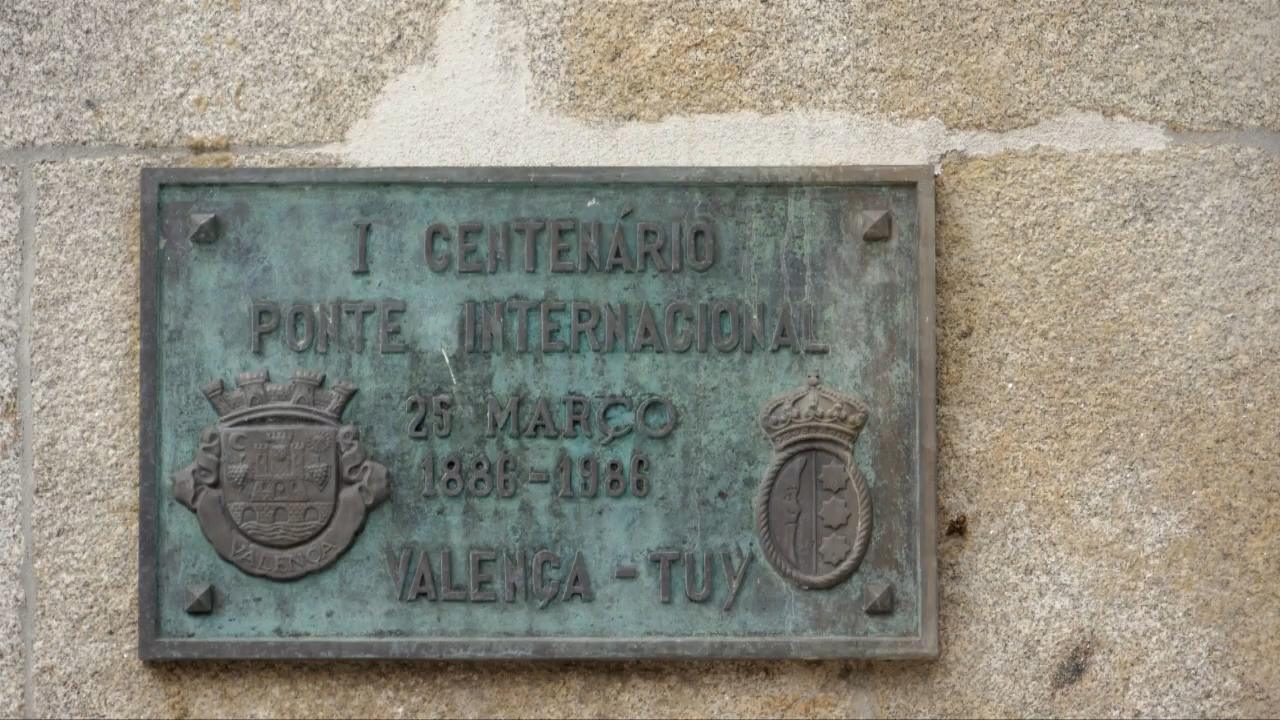 I CENTENÁRIO
PONTE INTERNACIONAL
25 MARÇO
1886-1986
VALENÇA
VALENÇA - TUY